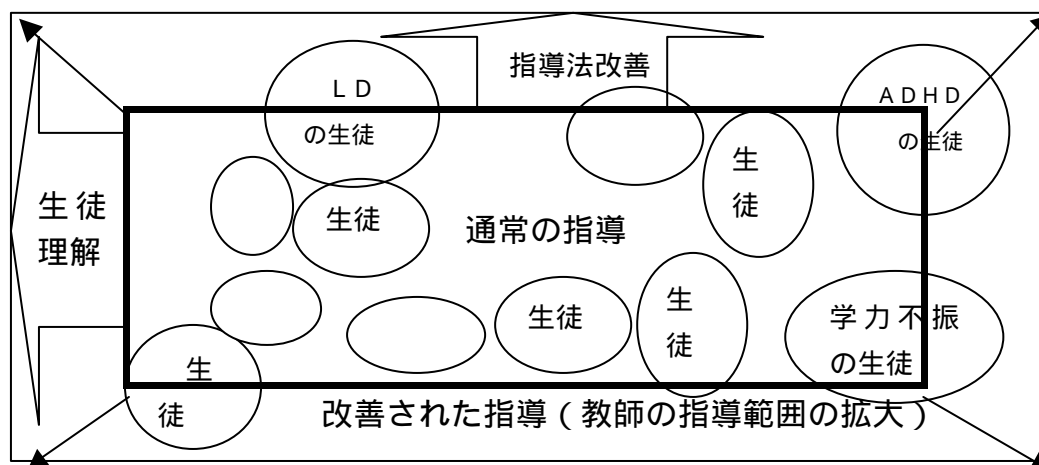 指導法改善
ＬＤ
の生徒
ＡＤＨＤ
の生徒
生
徒
生徒
理解
生徒
通常の指導
生徒
生
徒
学力不振
の生徒
生
徒
改善された指導（教師の指導範囲の拡大）